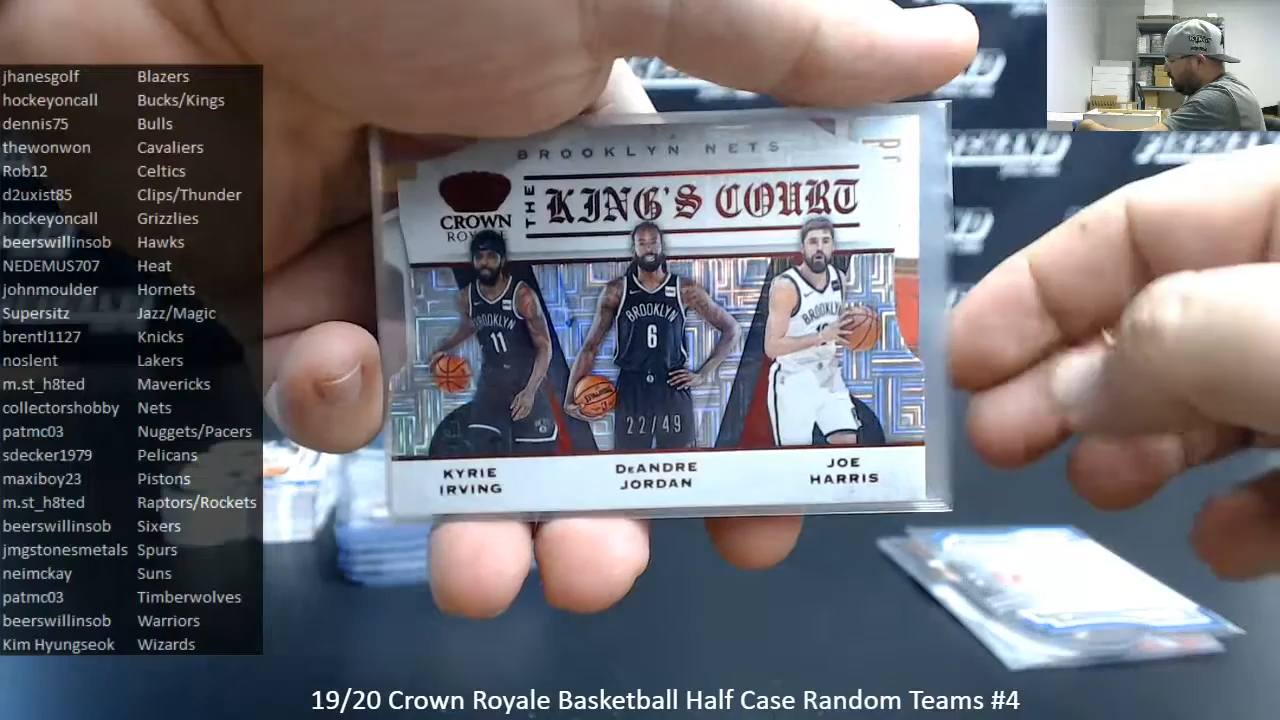 jhanesgolf Blazers
hockeyoncall Bucks/Kings
dennis75 Bulls
thewonwon Cavaliers
Rob12 Celtics
d2uxist85 Clips/Thunder
hockeyoncall Grizzlies
beerswillinsob Hawks
NEDEMUS707 Heat
johnmoulder Hornets
Supersitz Jazz/Magic
brentl1127 Knicks
noslent Lakers
m.st_h8ted Mavericks
collectorshobby Nets
patmc03 Nuggets/Pacers
sdecker1979 Pelicans
maxiboy23 Pistons
m.st_h8ted Raptors/Rockets
beerswillinsob Sixers
jmgstonesmetals Spurs
neimckay Suns
patmc03 Timberwolves
beerswillinsob Warriors
Kim Hyungseok Wizards
BROOKLYN NETS
CROWN
ROYALE
THE KING'S COURT
BROOKLYN
11
BROOKLYN
6
22/49
KYRIE
IRVING
DeANDRE
JORDAN
JOE
HARRIS
19/20 Crown Royale Basketball Half Case Random Teams #4